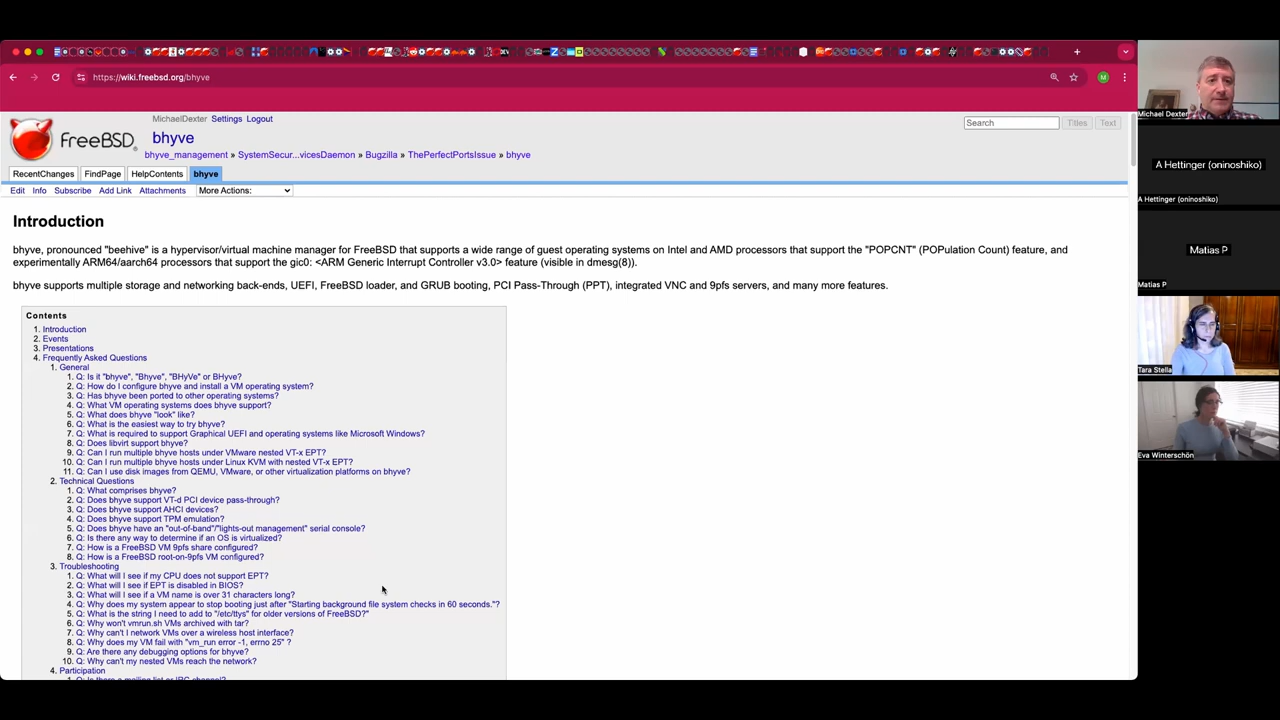 https://wiki.freebsd.org/bhyve
M
FreeBSD
MichaelDexter Settings Logout
bhyve
bhyve_management » SystemSecur...vicesDaemon » Bugzilla » ThePerfectPortsIssue » bhyve
Search
Titles
Text
RecentChanges
FindPage
HelpContents
bhyve
Edit
Info
Subscribe
Add Link
Attachments
More Actions:
Introduction
bhyve, pronounced "beehive" is a hypervisor/virtual machine manager for FreeBSD that supports a wide range of guest operating systems on Intel and AMD processors that support the "POPCNT" (POPulation Count) feature, and
experimentally ARM64/aarch64 processors that support the gic0: <ARM Generic Interrupt Controller v3.0> feature (visible in dmesg(8)).
bhyve supports multiple storage and networking back-ends, UEFI, FreeBSD loader, and GRUB booting, PCI Pass-Through (PPT), integrated VNC and 9pfs servers, and many more features.
Contents
1. Introduction
2. Events
3. Presentations
4. Frequently Asked Questions
1. General
1. Q: Is it "bhyve", "Bhyve", "BHyVe" or BHyve?
2. Q: How do I configure bhyve and install a VM operating system?
3. Q: Has bhyve been ported to other operating systems?
4. Q: What VM operating systems does bhyve support?
5. Q: What does bhyve "look" like?
6. Q: What is the easiest way to try bhyve?
7. Q: What is required to support Graphical UEFI and operating systems like Microsoft Windows?
8. Q: Does libvirt support bhyve?
9. Q: Can I run multiple bhyve hosts under VMware nested VT-x EPT?
10. Q: Can I run multiple bhyve hosts under Linux KVM with nested VT-x EPT?
11. Q: Can I use disk images from QEMU, VMware, or other virtualization platforms on bhyve?
2. Technical Questions
1. Q: What comprises bhyve?
2. Q: Does bhyve support VT-d PCI device pass-through?
3. Q: Does bhyve support AHCI devices?
4. Q: Does bhyve support TPM emulation?
5. Q: Does bhyve have an "out-of-band"/"lights-out management" serial console?
6. Q: Is there any way to determine if an OS is virtualized?
7. Q: How is a FreeBSD VM 9pfs share configured?
8. Q: How is a FreeBSD root-on-9pfs VM configured?
3. Troubleshooting
1. Q: What will I see if my CPU does not support EPT?
2. Q: What will I see if EPT is disabled in BIOS?
3. Q: What will I see if a VM name is over 31 characters long?
4. Q: Why does my system appear to stop booting just after "Starting background file system checks in 60 seconds."?
5. Q: What is the string I need to add to "/etc/ttys" for older versions of FreeBSD?"
6. Q: Why won't vmrun.sh VMs archived with tar?
7. Q: Why can't I network VMs over a wireless host interface?
8. Q: Why does my VM fail with "vm_run error -1, errno 25" ?
9. Q: Are there any debugging options for bhyve?
10. Q: Why can't my nested VMs reach the network?
4. Participation
1. Q: Is there a mailing list or IRC channel?
Michael Dexter
A Hettinger (oninoshiko)
A Hettinger (oninoshiko)
Matias P
Matias P
Tara Stella
Eva Winterschön